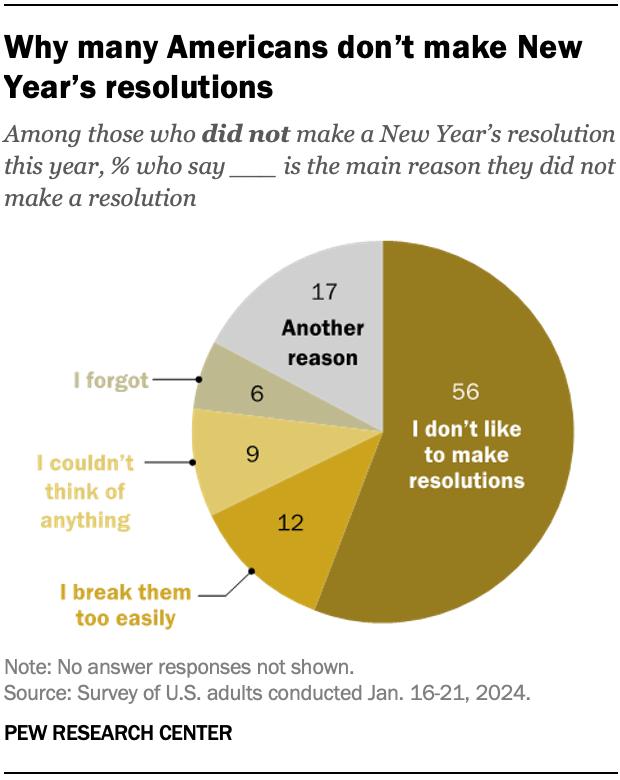 Why many Americans don’t make New
Year’s resolutions
Among those who did not make a New Year’s resolution
this year, % who say ___ is the main reason they did not
make a resolution
17
Another
reason
I forgot
6
56
I don’t like
to make
resolutions
I couldn’t
think of
anything
9
12
I break them
too easily
Note: No answer responses not shown.
Source: Survey of U.S. adults conducted Jan. 16-21, 2024.
PEW RESEARCH CENTER